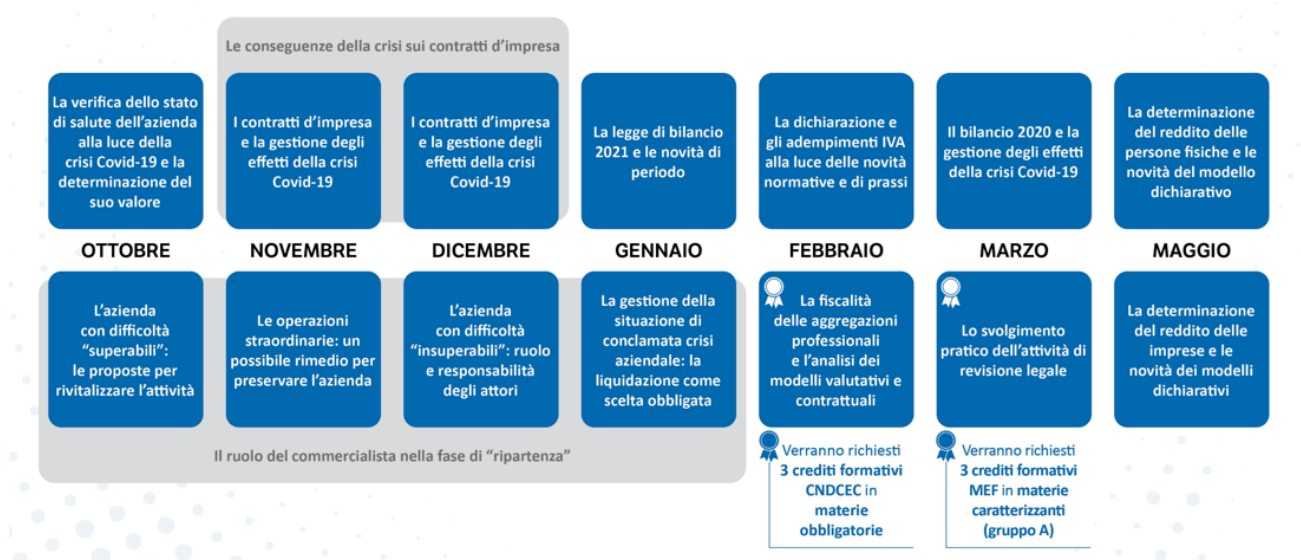 Le conseguenze della crisi sui contratti d’impresa
La verifica dello stato
di salute dell’azienda
alla luce della
crisi Covid-19 e la
determinazione del
suo valore
I contratti d’impresa
e la gestione degli
effetti della crisi
Covid-19
I contratti d’impresa
e la gestione degli
effetti della crisi
Covid-19
La legge di bilancio
2021 e le novità di
periodo
La dichiarazione e
gli adempimenti IVA
alla luce delle novità
normative e di prassi
Il bilancio 2020 e la
gestione degli effetti
della crisi Covid-19
La determinazione
del reddito delle
persone fisiche e le
novità del modello
dichiarativo
OTTOBRE
NOVEMBRE
DICEMBRE
GENNAIO
FEBBRAIO
MARZO
MAGGIO
L’azienda
con difficoltà
“superabili”:
le proposte per
rivitalizzare l’attività
Le operazioni
straordinarie: un
possibile rimedio per
preservare l’azienda
L’azienda
con difficoltà
“insuperabili”: ruolo
e responsabilità
degli attori
La gestione della
situazione di
conclamata crisi
aziendale: la
liquidazione come
scelta obbligata
La fiscalità
delle aggregazioni
professionali
e l’analisi dei
modelli valutativi e
contrattuali
Lo svolgimento
pratico dell’attività di
revisione legale
La determinazione
del reddito delle
imprese e le
novità dei modelli
dichiarativi
Il ruolo del commercialista nella fase di “ripartenza”
Verranno richiesti
3 crediti formativi
CNDCEC in
materie
obbligatorie
Verranno richiesti
3 crediti formativi
MEF in materie
caratterizzanti
(gruppo A)